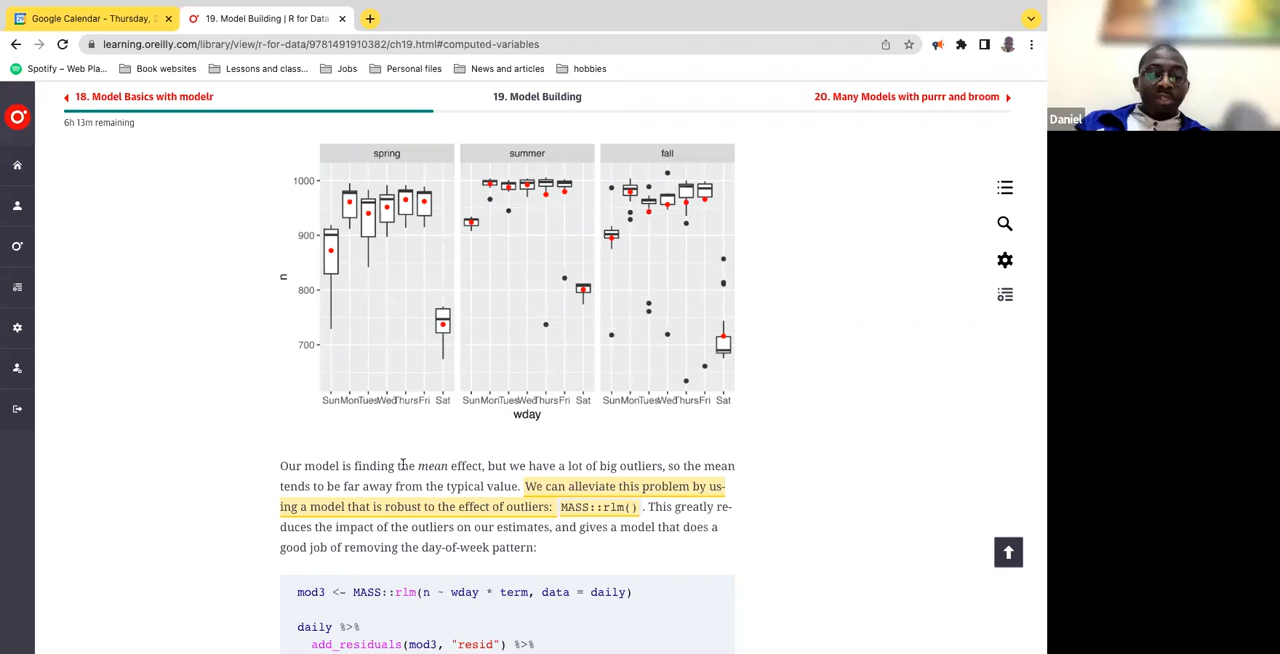 Google Calendar - Thursday, 2
19. Model Building | R for Data
learning.oreilly.com/library/view/r-for-data/9781491910382/ch19.html#computed-variables
Spotify – Web Pla... Book websites Lessons and class... Jobs Personal files News and articles hobbies
18. Model Basics with modelr 19. Model Building 20. Many Models with purrr and broom
6h 13m remaining
Daniel
spring summer fall
1000
900
800
700
n
Sun Mon Tues Wed Thurs Fri Sat Sun Mon Tues Wed Thurs Fri Sat Sun Mon Tues Wed Thurs Fri Sat
wday
Our model is finding the mean effect, but we have a lot of big outliers, so the mean
tends to be far away from the typical value. We can alleviate this problem by us-
ing a model that is robust to the effect of outliers: MASS::rlm() . This greatly re-
duces the impact of the outliers on our estimates, and gives a model that does a
good job of removing the day-of-week pattern:
mod3 <- MASS::rlm(n ~ wday * term, data = daily)
daily %>%
add_residuals(mod3, "resid") %>%